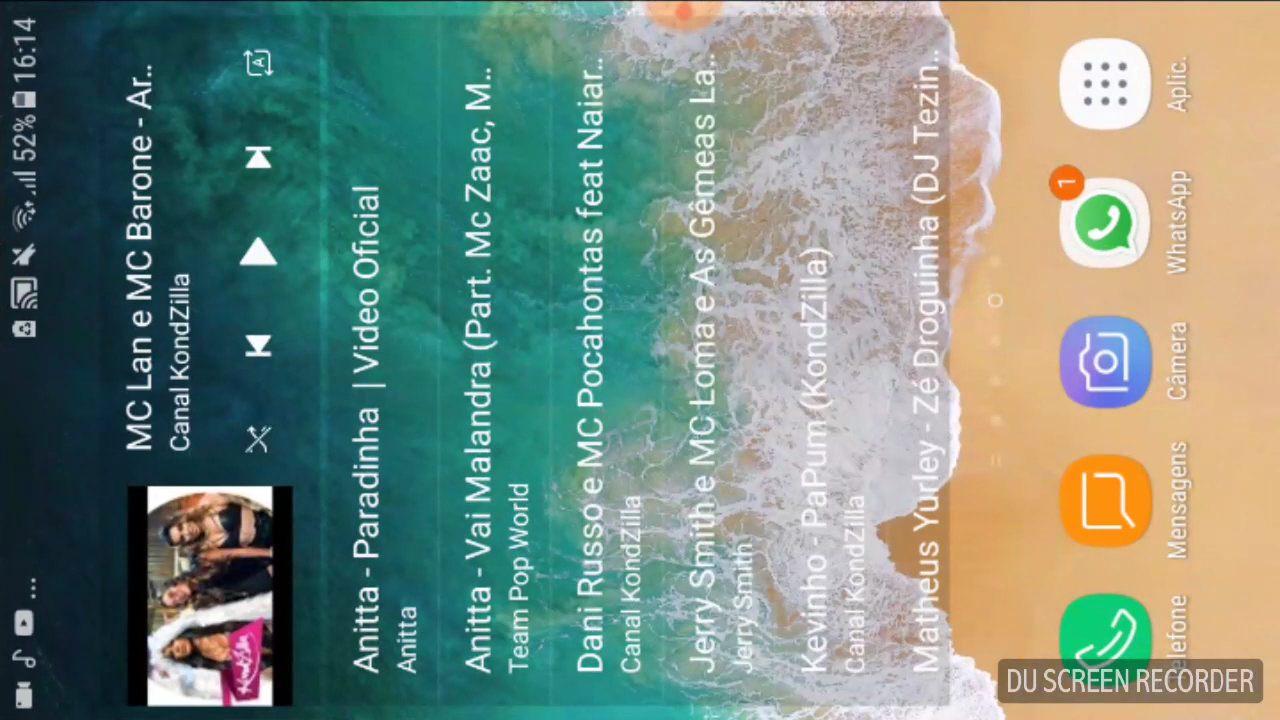 52% 16:14
MC Lan e MC Barone - Ar..
Canal KondZilla
A
KondZilla
Anitta - Paradinha | Video Oficial
Anitta
Anitta - Vai Malandra (Part. Mc Zaac, M..
Team Pop World
Dani Russo e MC Pocahontas feat Naiar..
Canal KondZilla
Jerry Smith e MC Loma e As Gêmeas La..
Jerry Smith
Kevinho - PaPum (KondZilla)
Canal KondZilla
Matheus Yurley - Zé Droguinha (DJ Tezin..
1
Telefone
Mensagens
Câmera
WhatsApp
Aplic.
DU SCREEN RECORDER